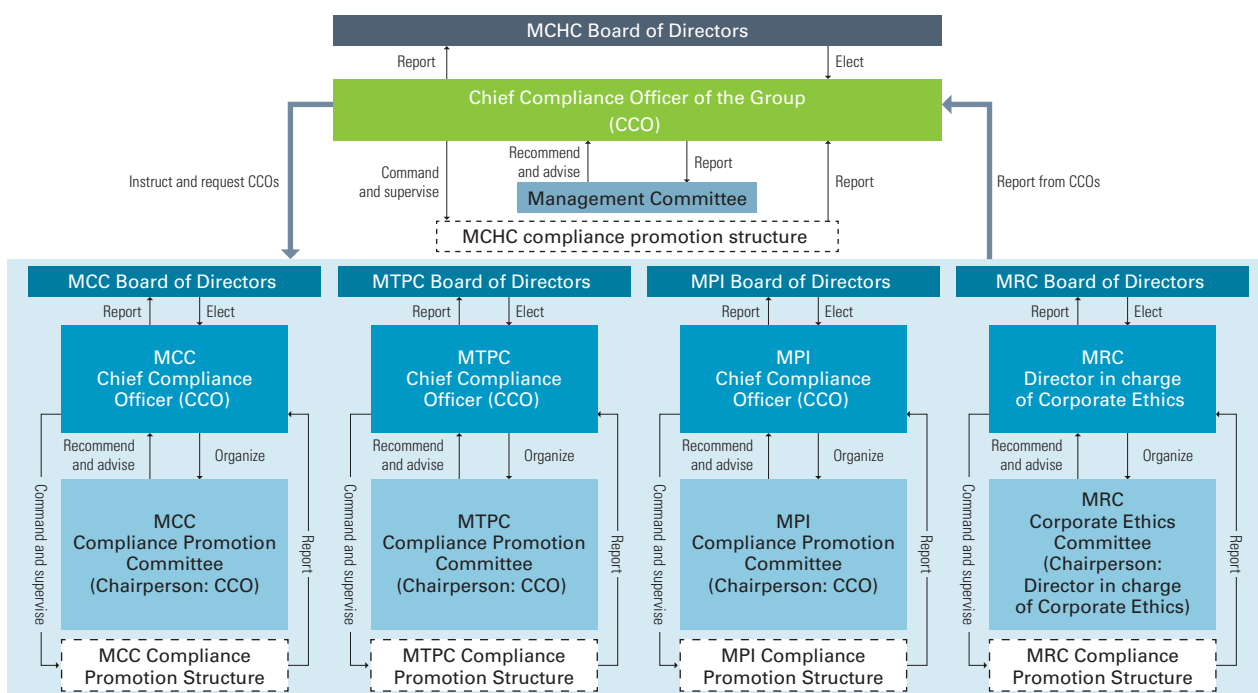 MCHC Board of Directors
Report
Elect
Chief Compliance Officer of the Group
(CCO)
Instruct and request CCOs
Command
and supervise
Recommend
and advise
Report
Report
Report from CCOs
Management Committee
MCHC compliance promotion structure
MCC Board of Directors
Report
Elect
MCC
Chief Compliance
Officer (CCO)
Recommend
and advise
Organize
Command and supervise
Report
MCC
Compliance Promotion
Committee
(Chairperson: CCO)
MCC Compliance
Promotion Structure
MTPC Board of Directors
Report
Elect
MTPC
Chief Compliance
Officer (CCO)
Recommend
and advise
Organize
Command and supervise
Report
MTPC
Compliance Promotion
Committee
(Chairperson: CCO)
MTPC Compliance
Promotion Structure
MPI Board of Directors
Report
Elect
MPI
Chief Compliance
Officer (CCO)
Recommend
and advise
Organize
Command and supervise
Report
MPI
Compliance Promotion
Committee
(Chairperson: CCO)
MPI Compliance
Promotion Structure
MRC Board of Directors
Report
Elect
MRC
Director in charge
of Corporate Ethics
Recommend
and advise
Organize
Command and supervise
Report
MRC
Corporate Ethics
Committee
(Chairperson:
Director in charge
of Corporate Ethics)
MRC Compliance
Promotion Structure